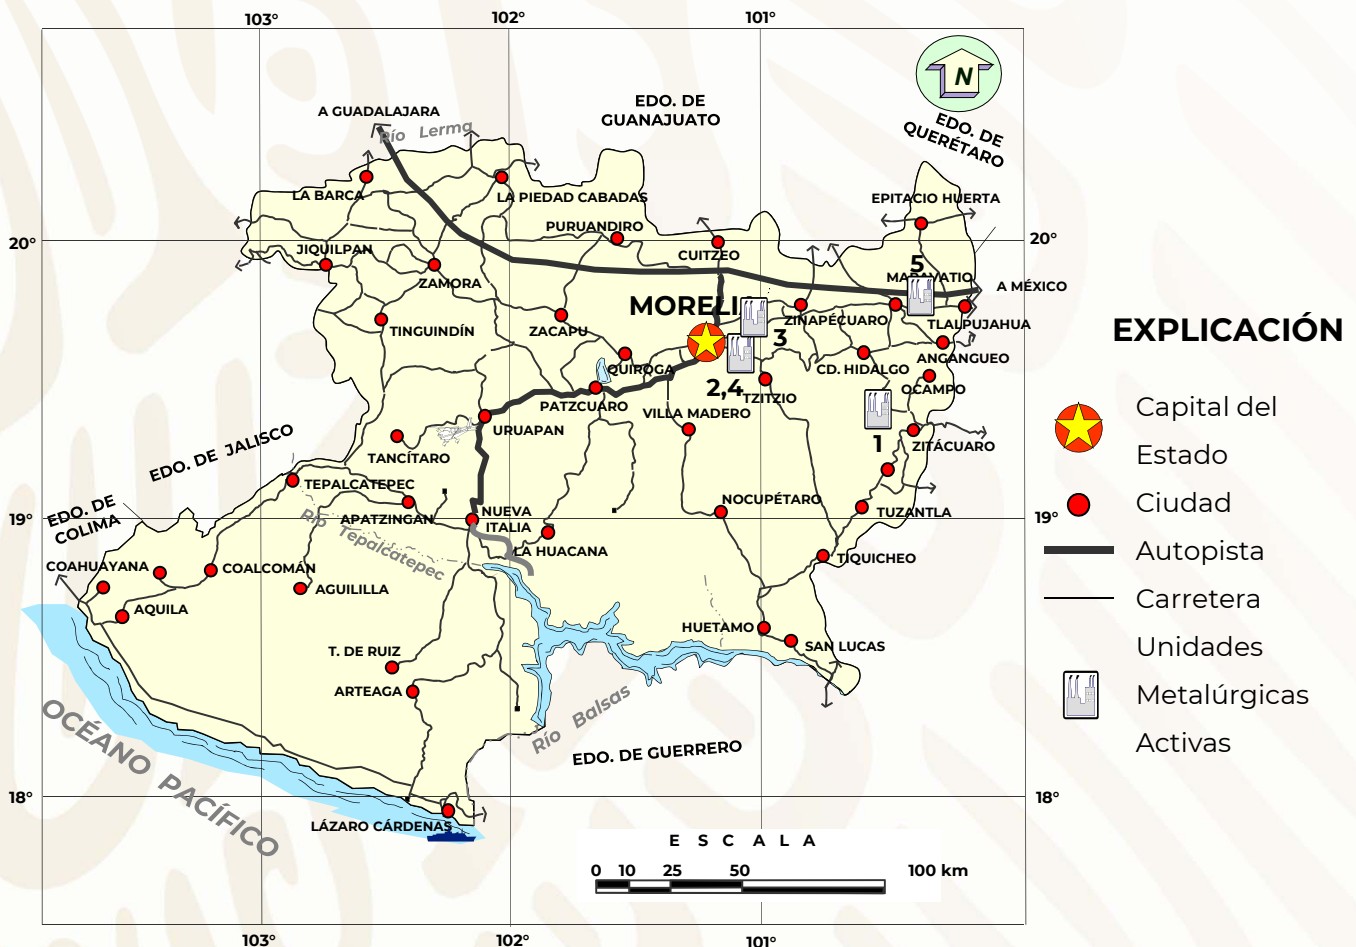 103°
102°
101°
A GUADALAJARA
Río Lerma
EDO. DE
GUANAJUATO
N
EDO. DE
QUERÉTARO
LA BARCA
LA PIEDAD CABADAS
EPITACIO HUERTA
PURUANDIRO
20°
20°
JIQUILPAN
CUITZEO
ZAMORA
5
MARAVATIO
A MÉXICO
MORELIA
TINGUINDÍN
ZACAPU
3
ZINAPÉCUARO
TLALPUJAHUA
QUIROGA
CD. HIDALGO
ANGANGUEO
2,4
TZITZIO
OCAMPO
PATZCUARO
VILLA MADERO
URUAPAN
1
ZITÁCUARO
EDO. DE JALISCO
TANCÍTARO
TEPALCATEPEC
NOCUPÉTARO
EDO. DE
COLIMA
19°
APATZINGÁN
NUEVA
ITALIA
TUZANTLA
19°
Río Tepalcatepec
LA HUACANA
TIQUICHEO
COAHUAYANA
COALCOMÁN
AGUILILLA
AQUILA
HUETAMO
SAN LUCAS
T. DE RUIZ
ARTEAGA
Río Balsas
OCÉANO PACÍFICO
EDO. DE GUERRERO
18°
18°
LÁZARO CÁRDENAS
E S C A L A
0 10 25 50 100 km
103°
102°
101°
EXPLICACIÓN
Capital del
Estado
Ciudad
Autopista
Carretera
Unidades
Metalúrgicas
Activas